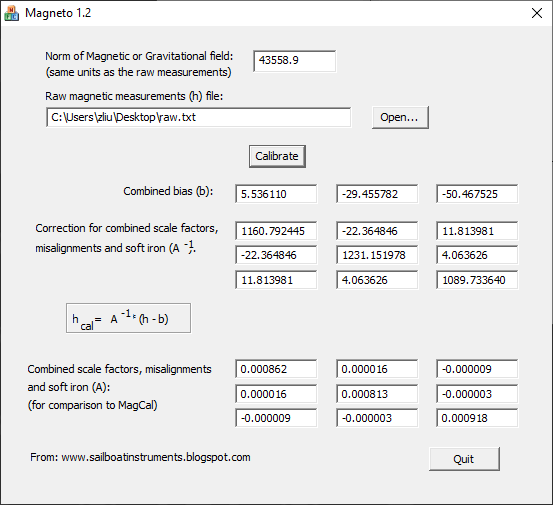 Magneto 1.2
Norm of Magnetic or Gravitational field: 43558.9
(same units as the raw measurements)
Raw magnetic measurements (h) file:
C:\Users\zliu\Desktop\raw.txt Open...
Calibrate
Combined bias (b): 5.536110 -29.455782 -50.467525
Correction for combined scale factors, 1160.792445 -22.364846 11.813981
misalignments and soft iron (A -1): -22.364846 1231.151978 4.063626
11.813981 4.063626 1089.733640
h cal = A -1 * (h - b)
Combined scale factors, misalignments 0.000862 0.000016 -0.000009
and soft iron (A): 0.000016 0.000813 -0.000003
(for comparison to MagCal) -0.000009 -0.000003 0.000918
From: www.sailboatinstruments.blogspot.com Quit